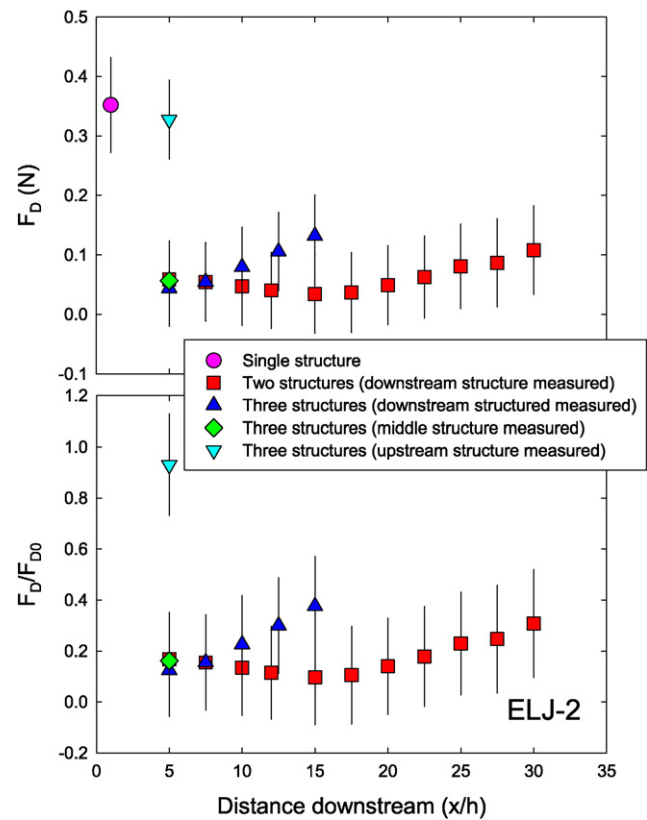 0.5
0.4
0.3
0.2
0.1
0.0
-0.1
F_D (N)
Single structure
Two structures (downstream structure measured)
Three structures (downstream structured measured)
Three structures (middle structure measured)
Three structures (upstream structure measured)
1.2
1.0
0.8
0.6
0.4
0.2
0.0
-0.2
F_D/F_D0
ELJ-2
0 5 10 15 20 25 30 35
Distance downstream (x/h)